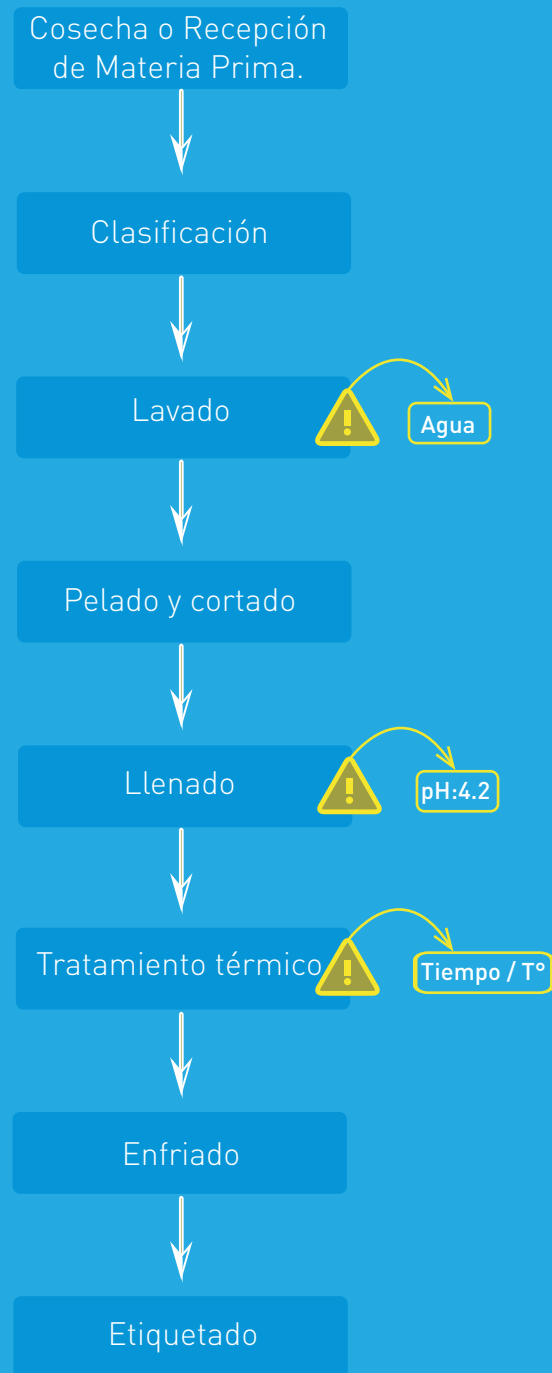 Cosecha o Recepción
de Materia Prima.
Clasificación
Lavado
Agua
Pelado y cortado
Llenado
pH:4.2
Tratamiento térmico
Tiempo / T°
Enfriado
Etiquetado